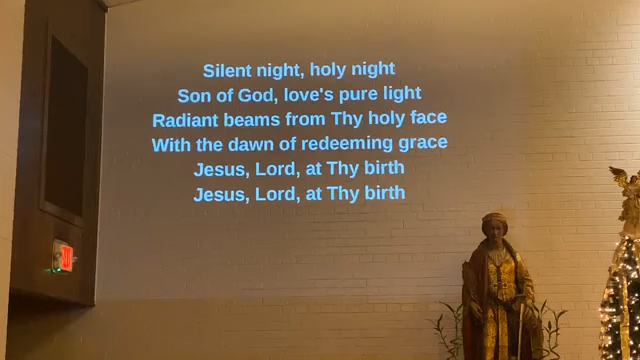 Silent night, holy night
Son of God, love's pure light
Radiant beams from Thy holy face
With the dawn of redeeming grace
Jesus, Lord, at Thy birth
Jesus, Lord, at Thy birth